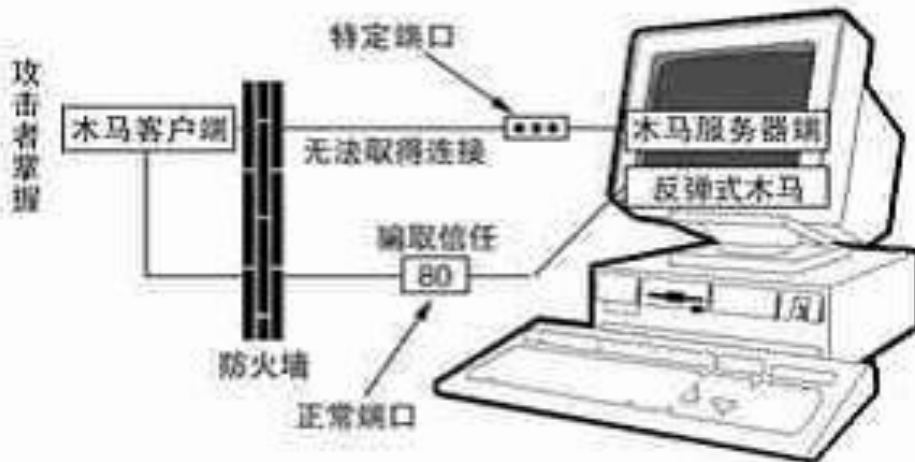 特定端口
攻击者掌握
木马客户端
木马服务器端
无法取得连接
反弹式木马
骗取信任
80
防火墙
正常端口